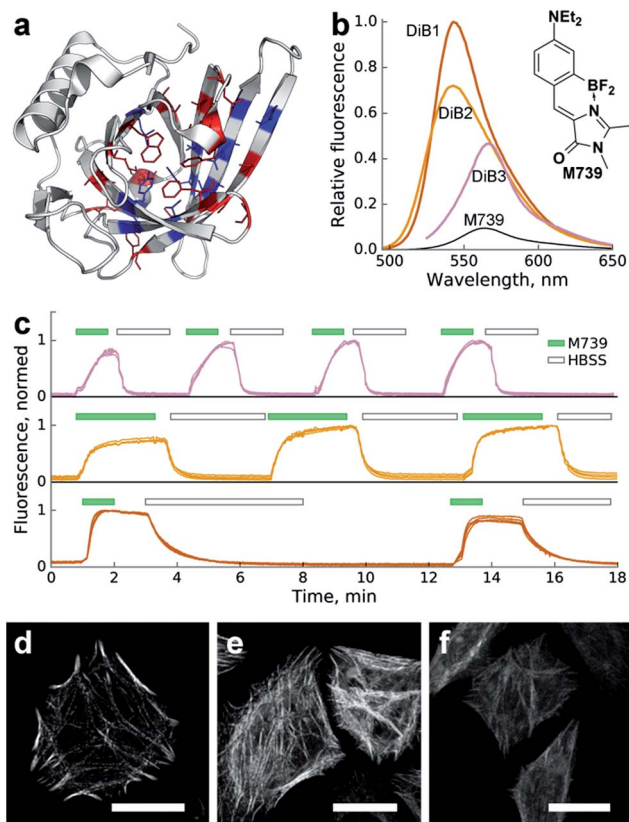 a
b
DiB1
DiB2
DiB3
M739
Relative fluorescence
1.0
0.8
0.6
0.4
0.2
0.0
500
550
600
650
Wavelength, nm
NEt2
BF2
N
N
O
M739
c
M739
HBSS
Fluorescence, normed
1
0
1
0
1
0
0
2
4
6
8
10
12
14
16
18
Time, min
d
e
f